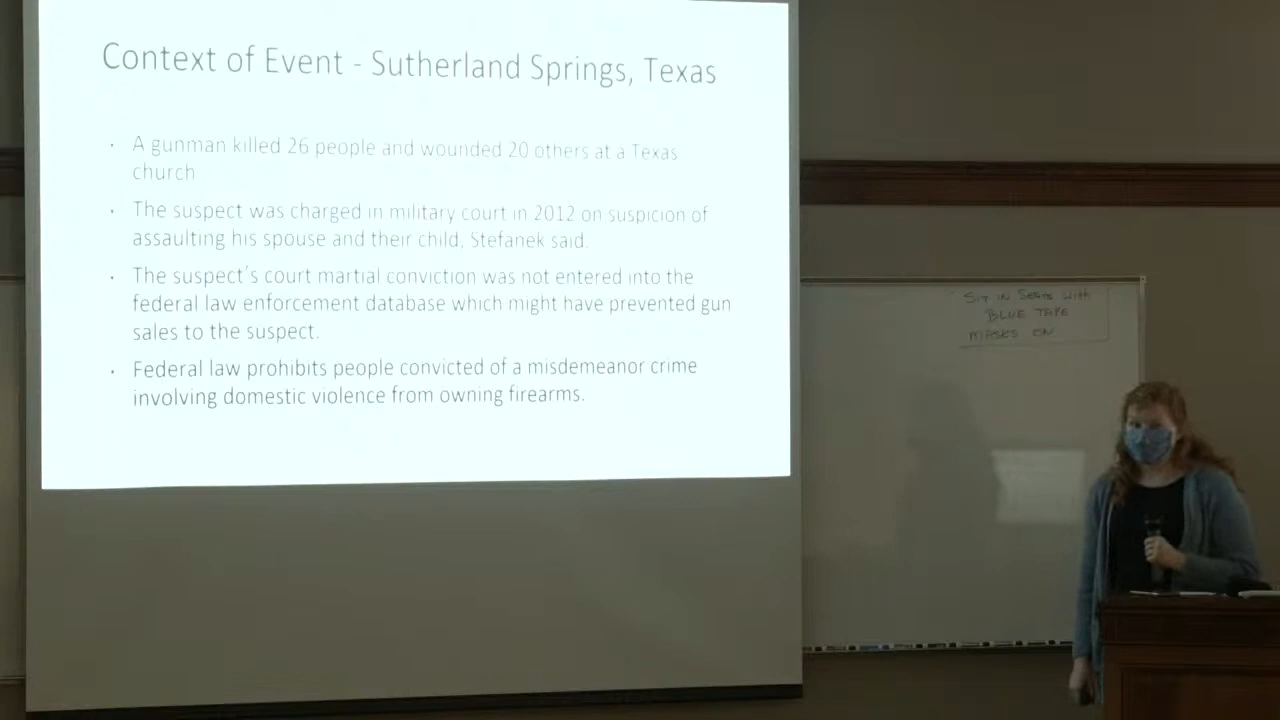 Context of Event - Sutherland Springs, Texas
· A gunman killed 26 people and wounded 20 others at a Texas
church.
· The suspect was charged in military court in 2012 on suspicion of
assaulting his spouse and their child, Stefanek said.
· The suspect's court martial conviction was not entered into the
federal law enforcement database which might have prevented gun
sales to the suspect.
· Federal law prohibits people convicted of a misdemeanor crime
involving domestic violence from owning firearms.
SIT IN SEATS with
BLUE TAPE
MASKS ON